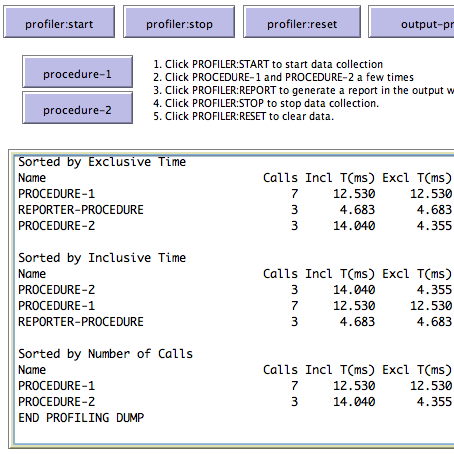 profiler:start profiler:stop profiler:reset output-pr
procedure-1
procedure-2
1. Click PROFILER:START to start data collection
2. Click PROCEDURE-1 and PROCEDURE-2 a few times
3. Click PROFILER:REPORT to generate a report in the output w
4. Click PROFILER:STOP to stop data collection.
5. Click PROFILER:RESET to clear data.
Sorted by Exclusive Time
Name Calls Incl T(ms) Excl T(ms)
PROCEDURE-1 7 12.530 12.530
REPORTER-PROCEDURE 3 4.683 4.683
PROCEDURE-2 3 14.040 4.355
Sorted by Inclusive Time
Name Calls Incl T(ms) Excl T(ms)
PROCEDURE-2 3 14.040 4.355
PROCEDURE-1 7 12.530 12.530
REPORTER-PROCEDURE 3 4.683 4.683
Sorted by Number of Calls
Name Calls Incl T(ms) Excl T(ms)
PROCEDURE-1 7 12.530 12.530
PROCEDURE-2 3 14.040 4.355
END PROFILING DUMP